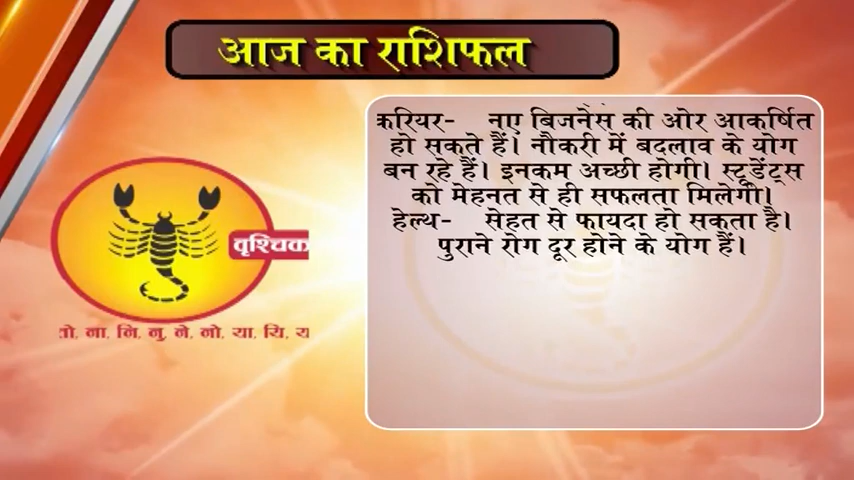 आज का राशिफल
करियर- नए बिजनेस की ओर आकर्षित
हो सकते हैं। नौकरी में बदलाव के योग
बन रहे हैं। इनकम अच्छी होगी। स्टूडेंट्स
को मेहनत से ही सफलता मिलेगी।
हेल्थ- सेहत से फायदा हो सकता है।
पुराने रोग दूर होने के योग हैं।
वृश्चिक
ना, नि, नु, ने, नो, या, यि,